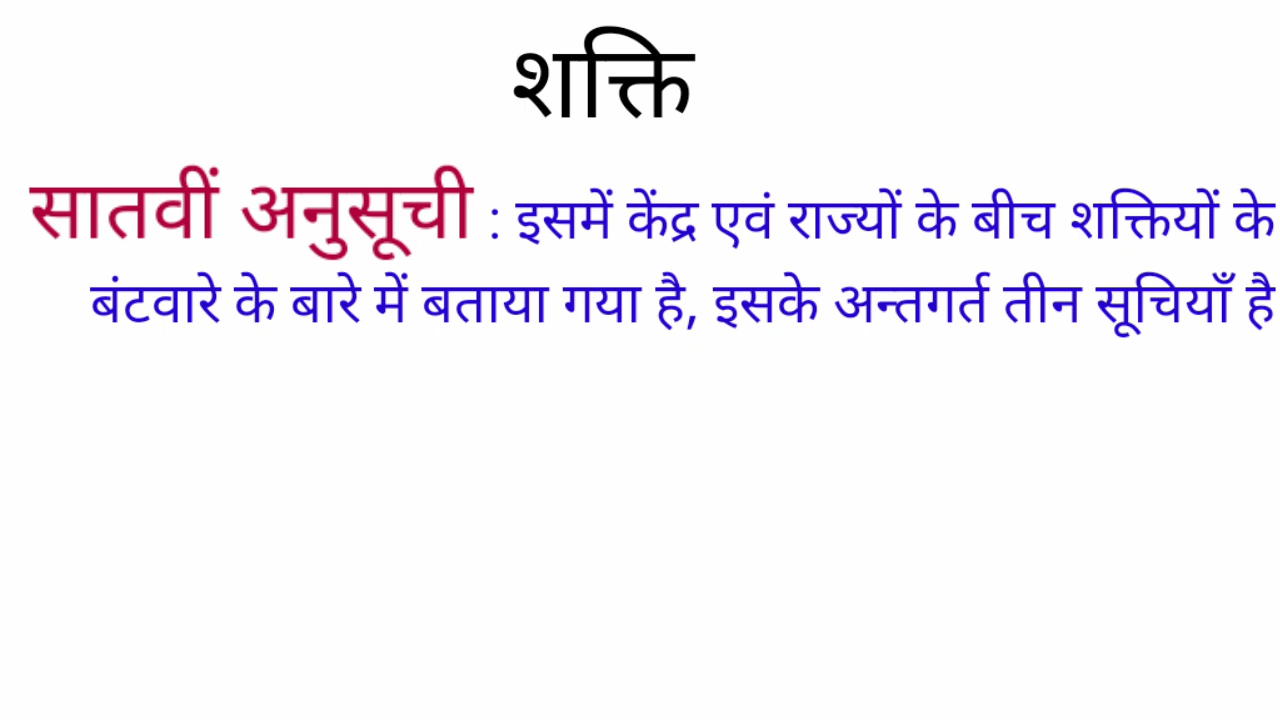 शक्ति
सातवीं अनुसूची : इसमें केंद्र एवं राज्यों के बीच शक्तियों के
बंटवारे के बारे में बताया गया है, इसके अन्तगर्त तीन सूचियाँ है